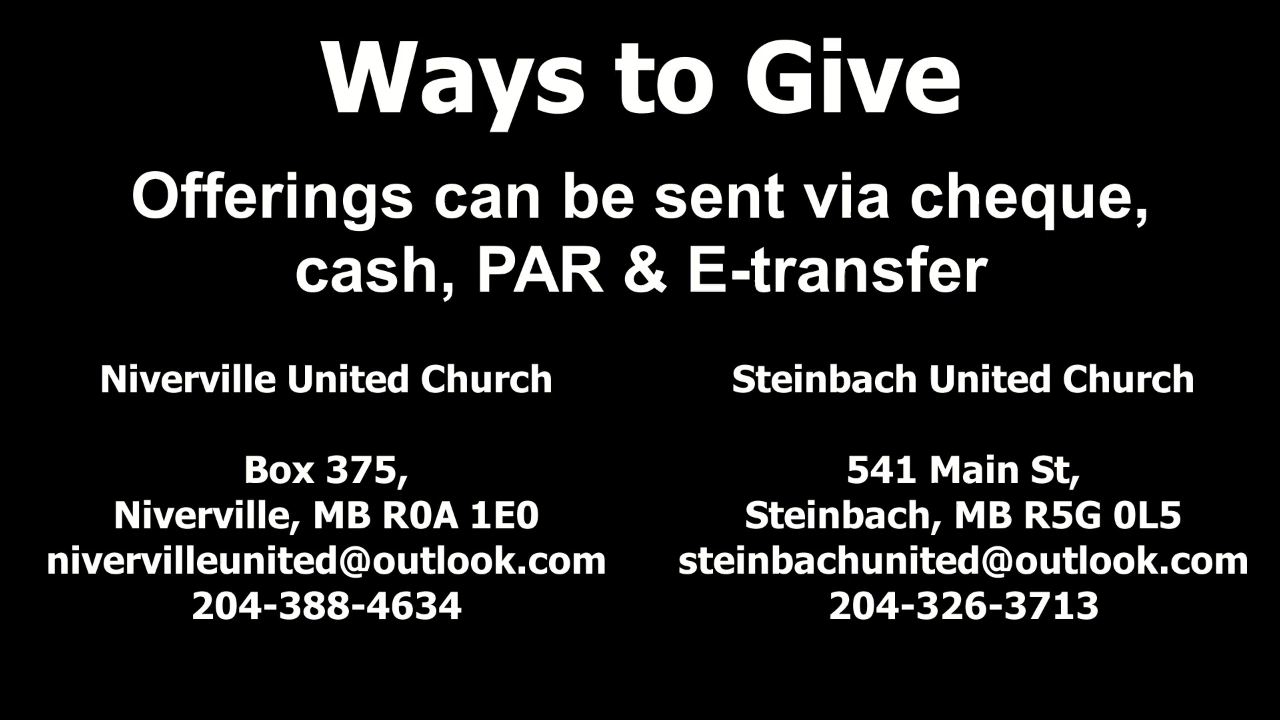 Ways to Give
Offerings can be sent via cheque,
cash, PAR & E-transfer
Niverville United Church
Box 375,
Niverville, MB R0A 1E0
nivervilleunited@outlook.com
204-388-4634
Steinbach United Church
541 Main St,
Steinbach, MB R5G 0L5
steinbachunited@outlook.com
204-326-3713